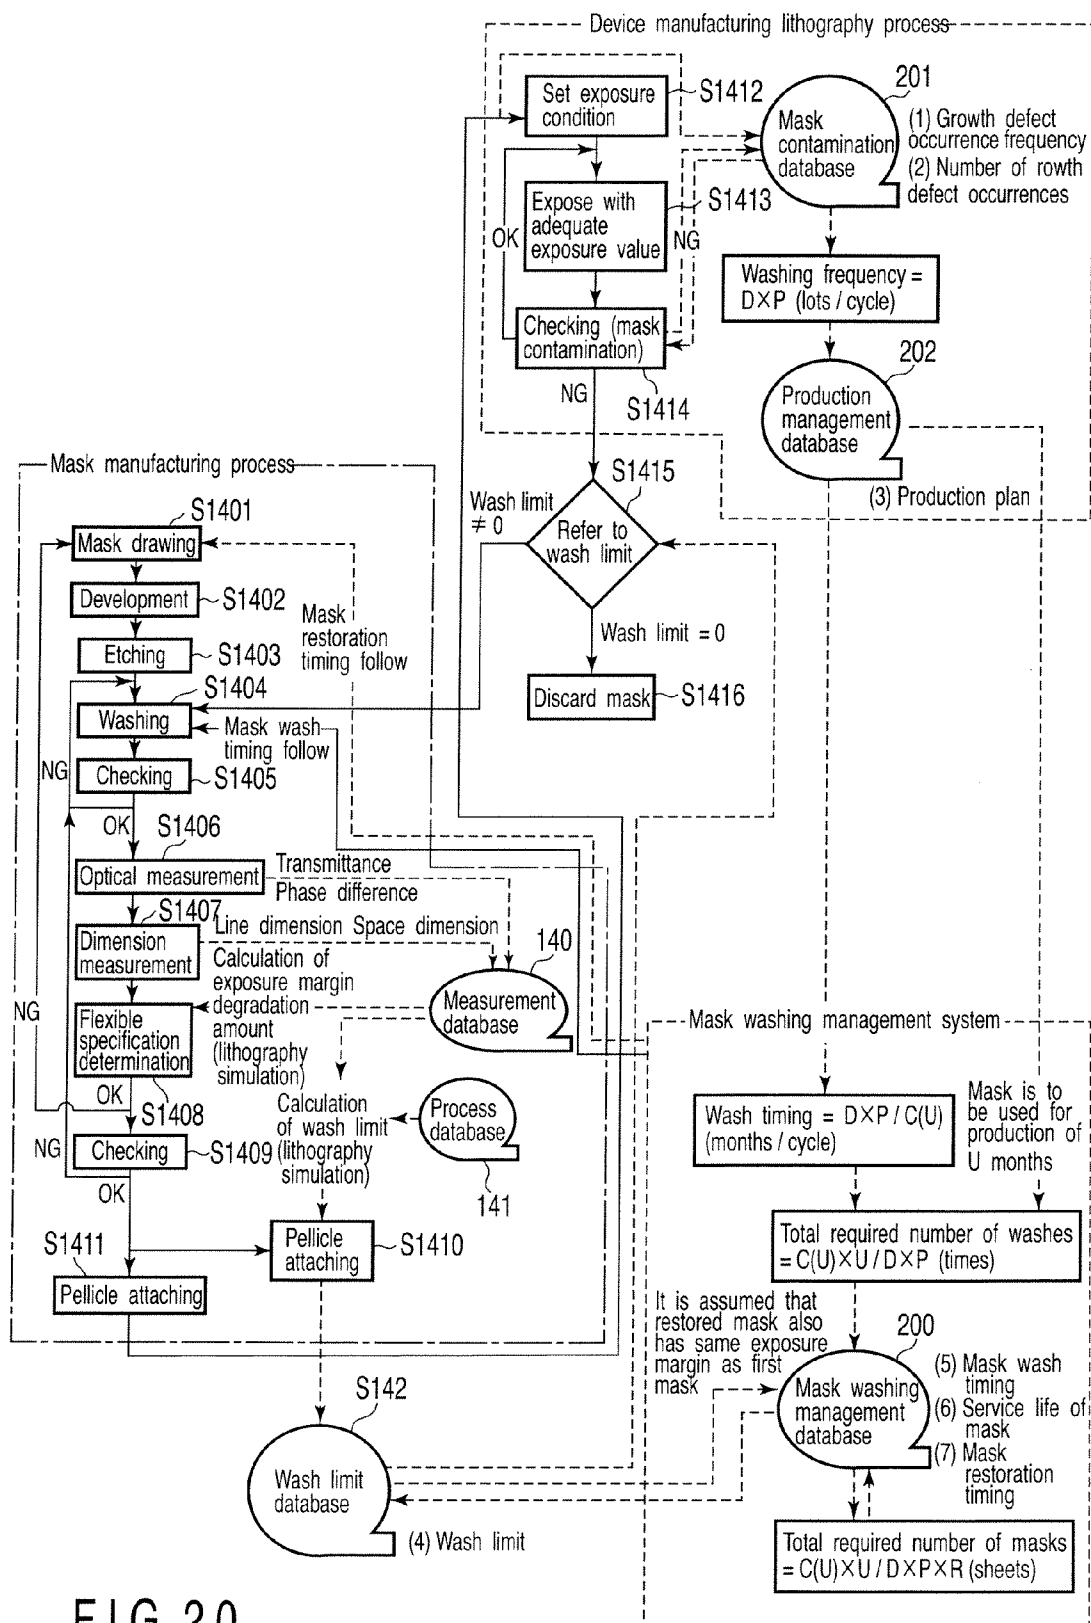 Device manufacturing lithography process
Set exposure
condition
S1412
Expose with
adequate
exposure value
S1413
OK
NG
Checking (mask
contamination)
S1414
NG
201
Mask
contamination
database
(1) Growth defect
occurrence frequency
(2) Number of rowth
defect occurrences
Washing frequency =
D×P (lots / cycle)
202
Production
management
database
(3) Production plan
S1415
Wash limit
≠ 0
Refer to
wash limit
Wash limit = 0
Discard mask
S1416
Mask manufacturing process
S1401
Mask drawing
Development
S1402
Etching
S1403
Mask
restoration
timing follow
S1404
Washing
Mask wash
timing follow
NG
Checking
S1405
OK
S1406
Optical measurement
Transmittance
Phase difference
S1407
Dimension
measurement
Line dimension Space dimension
Calculation of
exposure margin
degradation
amount
(lithography
simulation)
140
Measurement
database
NG
Flexible
specification
determination
OK
S1408
NG
Checking
S1409
OK
Calculation
of wash limit
(lithography
simulation)
Process
database
141
S1411
Pellicle attaching
Pellicle
attaching
S1410
S142
Wash limit
database
(4) Wash limit
Mask washing management system
Wash timing = D×P / C(U)
(months / cycle)
Mask is to
be used for
production of
U months
Total required number of washes
= C(U)×U / D×P (times)
It is assumed that
restored mask also
has same exposure
margin as first
mask
200
Mask washing
management
database
(5) Mask wash
timing
(6) Service life of
mask
(7) Mask
restoration
timing
Total required number of masks
= C(U)×U / D×P×R (sheets)
FIG. 20